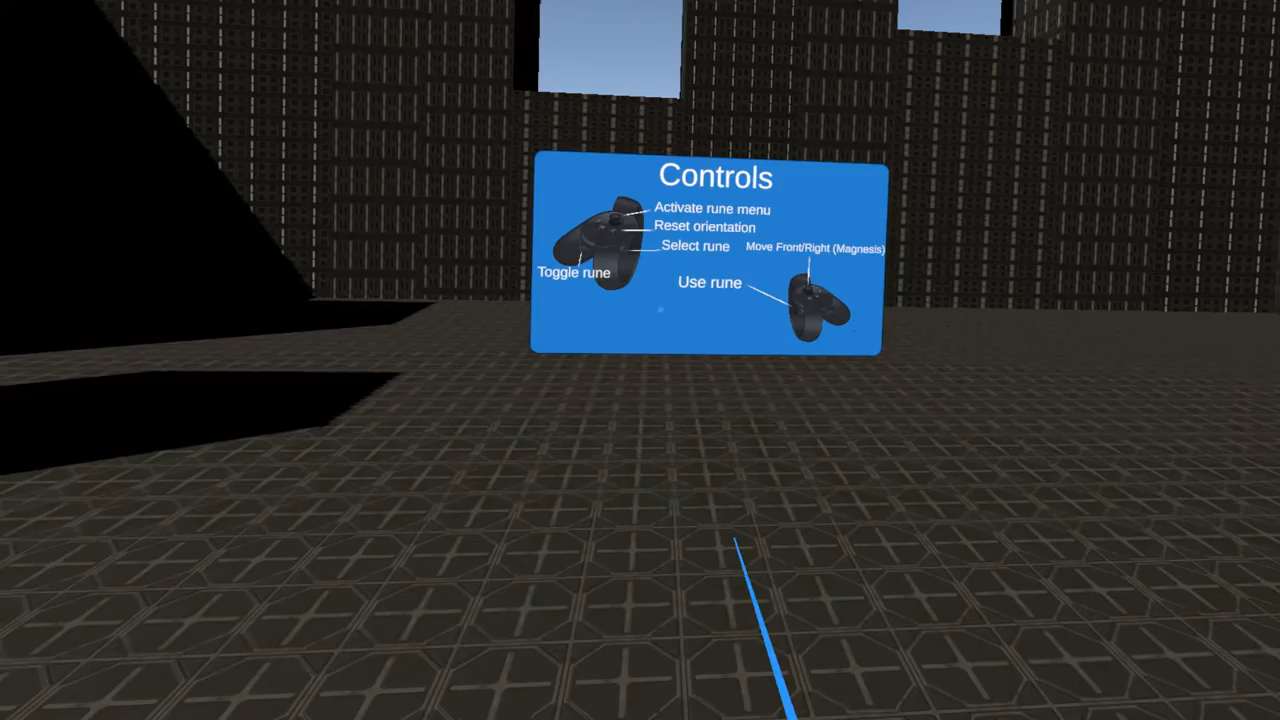 Controls
Activate rune menu
Reset orientation
Select rune
Move Front/Right (Magnesis)
Toggle rune
Use rune